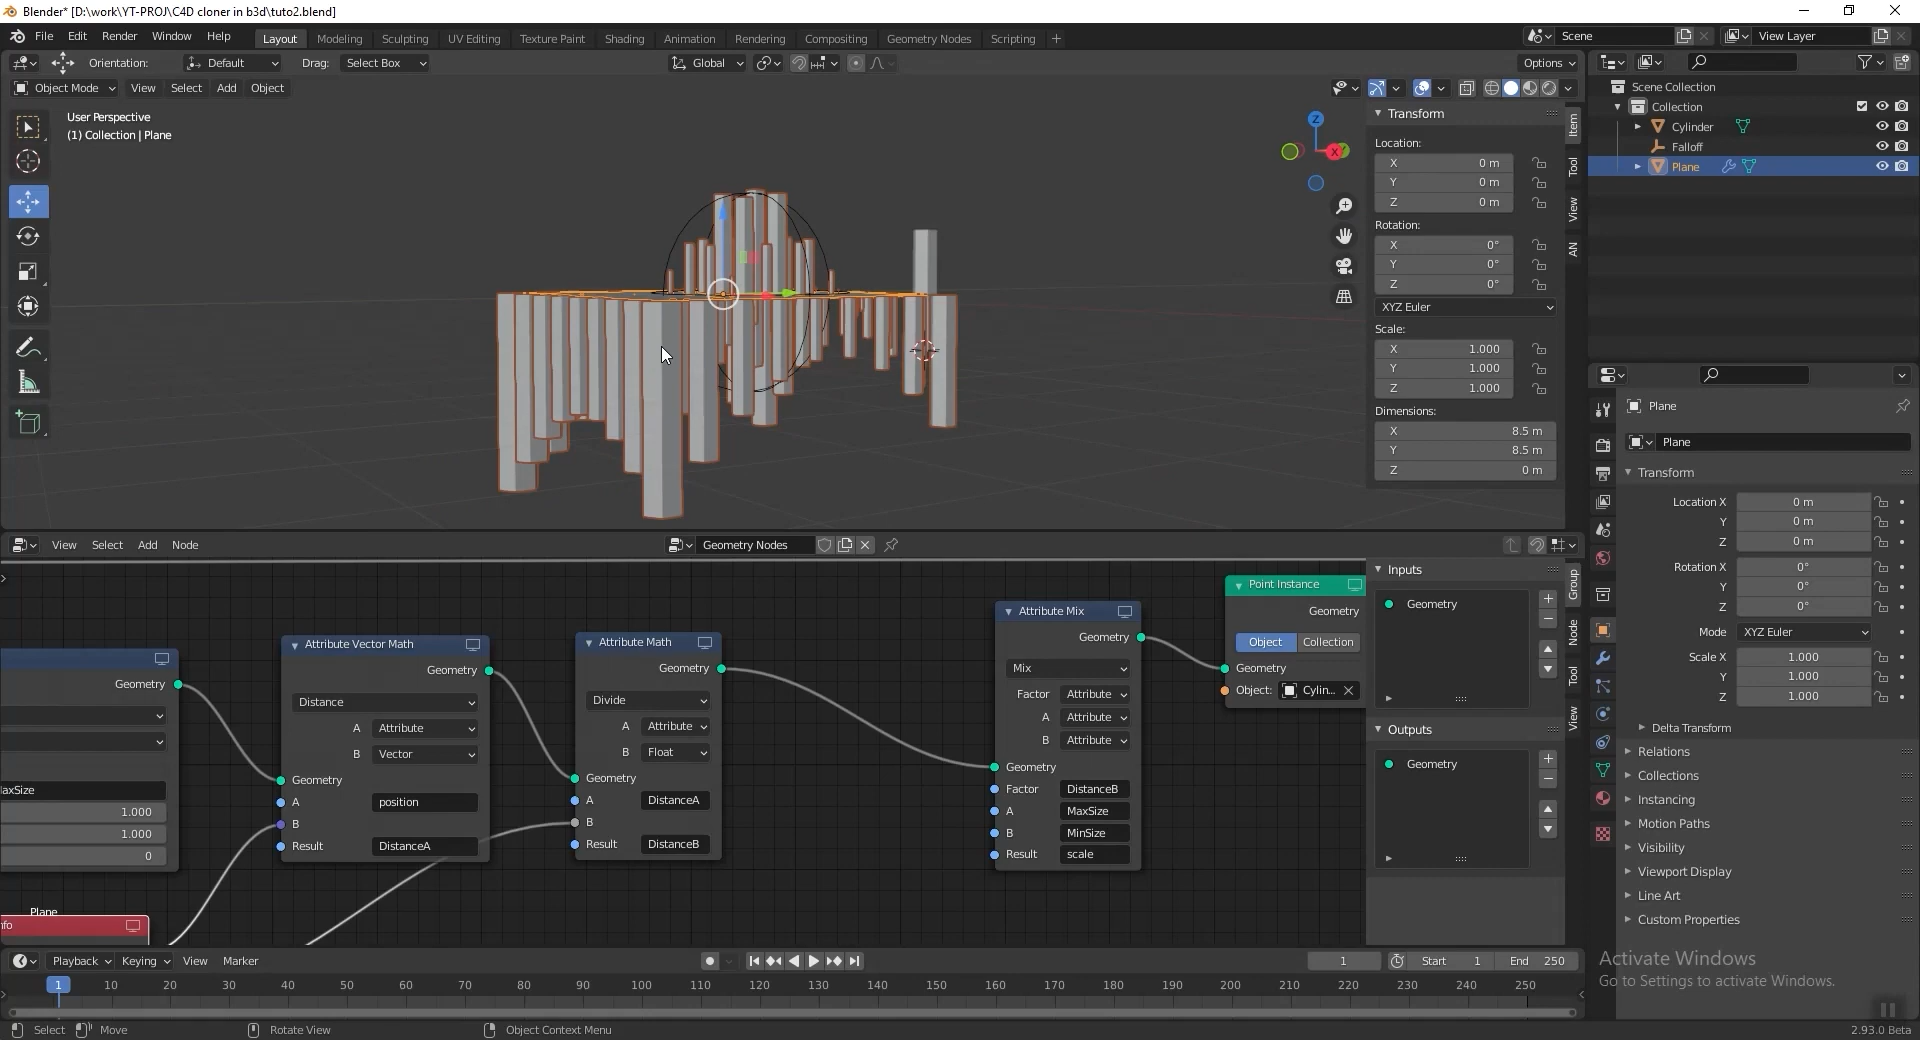 Blender* [D:\work\YT-PROJ\C4D cloner in b3d\tuto2.blend]
File Edit Render Window Help Layout Modeling Sculpting UV Editing Texture Paint Shading Animation Rendering Compositing Geometry Nodes Scripting + Scene View Layer
Orientation: Default Drag: Select Box Global Options
Object Mode View Select Add Object
User Perspective
(1) Collection | Plane
Z
X
Transform
Location:
X 0 m
Y 0 m
Z 0 m
Rotation:
X 0°
Y 0°
Z 0°
XYZ Euler
Scale:
X 1.000
Y 1.000
Z 1.000
Dimensions:
X 8.5 m
Y 8.5 m
Z 0 m
Item
Tool
View
AN
Scene Collection
Collection
Cylinder
Falloff
Plane
Plane
Plane
Transform
Location X 0 m
Y 0 m
Z 0 m
Rotation X 0°
Y 0°
Z 0°
Mode XYZ Euler
Scale X 1.000
Y 1.000
Z 1.000
Delta Transform
Relations
Collections
Instancing
Motion Paths
Visibility
Viewport Display
Line Art
Custom Properties
View Select Add Node Geometry Nodes
Geometry
axSize
1.000
1.000
0
Plane
nfo
Attribute Vector Math
Geometry
Distance
A Attribute
B Vector
Geometry
A position
B
Result DistanceA
Attribute Math
Geometry
Divide
A Attribute
B Float
Geometry
A DistanceA
B
Result DistanceB
Attribute Mix
Geometry
Mix
Factor Attribute
A Attribute
B Attribute
Geometry
Factor DistanceB
A MaxSize
B MinSize
Result scale
Point Instance
Geometry
Object Collection
Geometry
Object: Cylin...
Inputs
Geometry
Outputs
Geometry
Group
Node
Tool
View
Playback Keying View Marker 1 Start 1 End 250
1 10 20 30 40 50 60 70 80 90 100 110 120 130 140 150 160 170 180 190 200 210 220 230 240 250
Activate Windows
Go to Settings to activate Windows.
Select Move Rotate View Object Context Menu 2.93.0 Beta